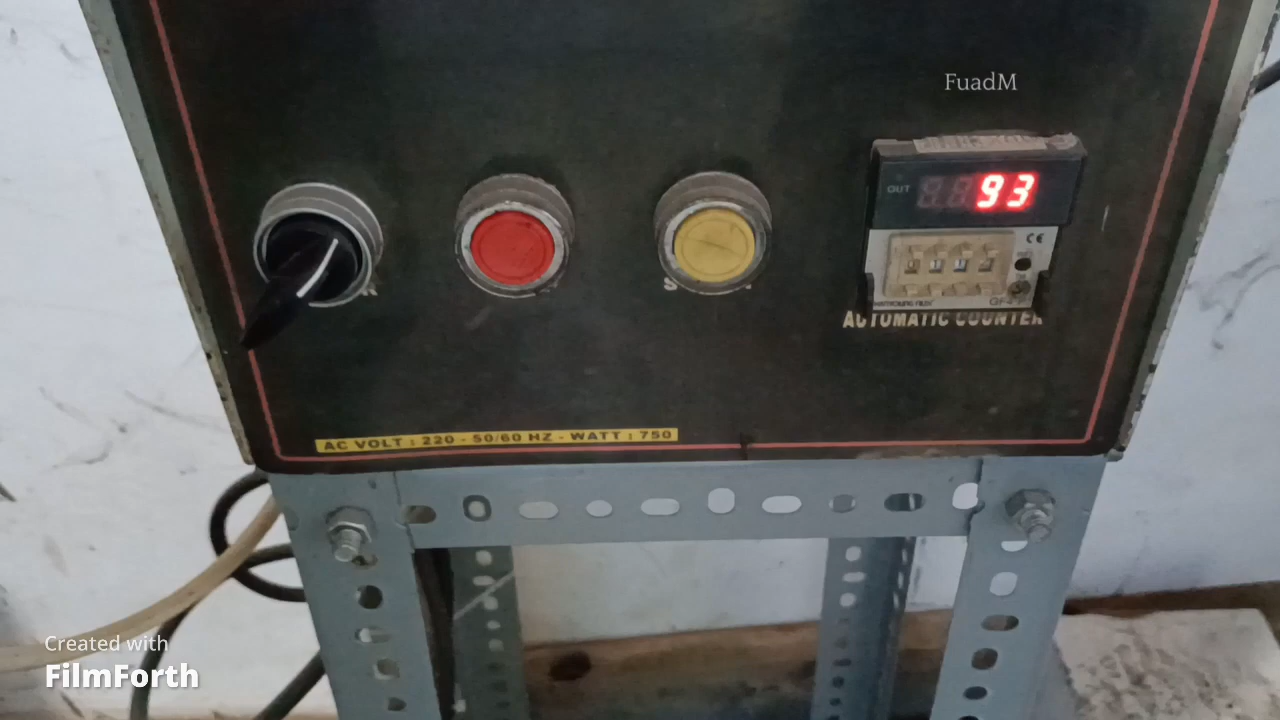 FuadM
OUT
93
CE
AUTOMATIC COUNTER
AC VOLT : 220 - 50/60 HZ - WATT : 750
Created with
FilmForth